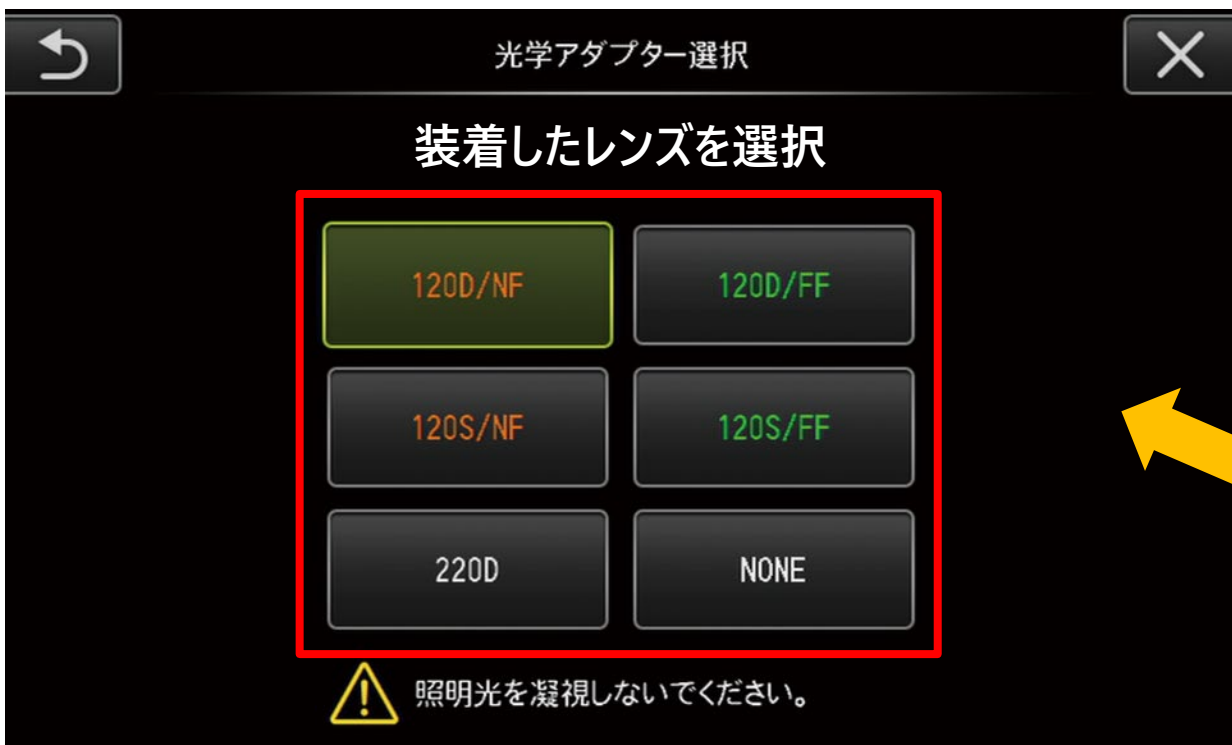 光学アダプター選択
装着したレンズを選択
120D/NF 120D/FF
120S/NF 120S/FF
220D NONE
照明光を凝視しないでください。